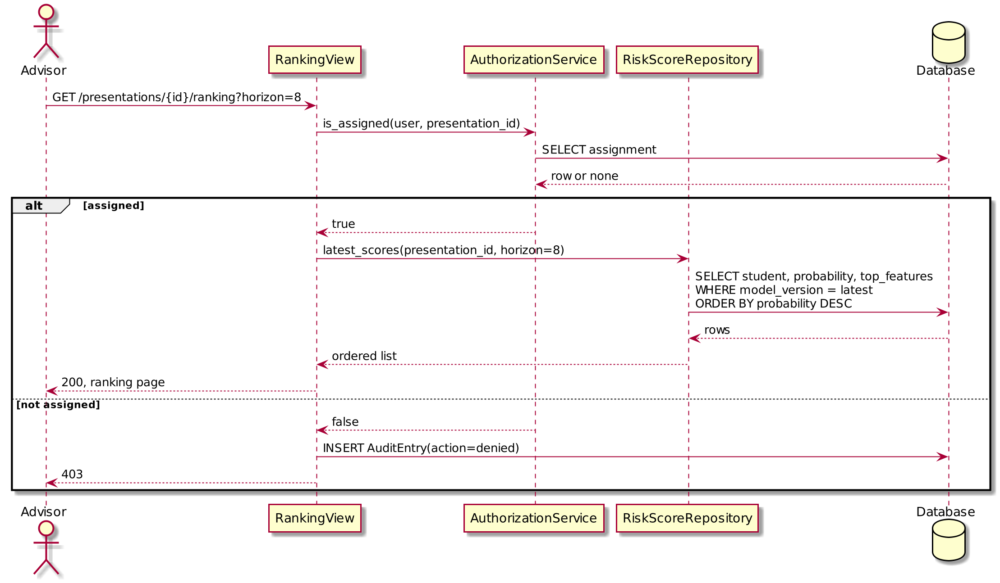 Advisor
RankingView
AuthorizationService
RiskScoreRepository
Database
GET /presentations/{id}/ranking?horizon=8
is_assigned(user, presentation_id)
SELECT assignment
row or none
alt [assigned]
true
latest_scores(presentation_id, horizon=8)
SELECT student, probability, top_features
WHERE model_version = latest
ORDER BY probability DESC
rows
ordered list
200, ranking page
[not assigned]
false
INSERT AuditEntry(action=denied)
403
Advisor
RankingView
AuthorizationService
RiskScoreRepository
Database